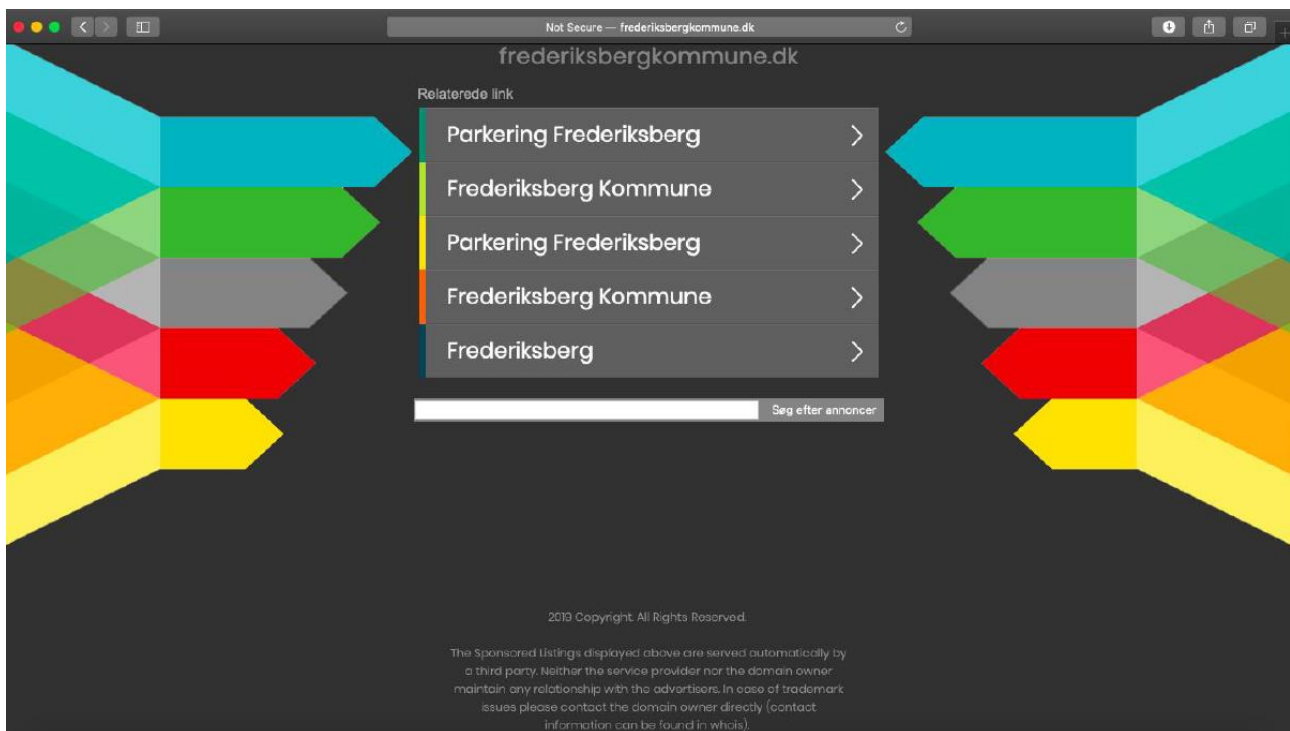 Not Secure — frederiksbergkommune.dk
frederiksbergkommune.dk
Relaterede link
Parkering Frederiksberg
Frederiksberg Kommune
Parkering Frederiksberg
Frederiksberg Kommune
Frederiksberg
Søg efter annoncer
2019 Copyright. All Rights Reserved.
The Sponsored Listings displayed above are served automatically by
a third party. Neither the service provider nor the domain owner
maintain any relationship with the advertisers. In case of trademark
issues please contact the domain owner directly (contact
information can be found in whois).